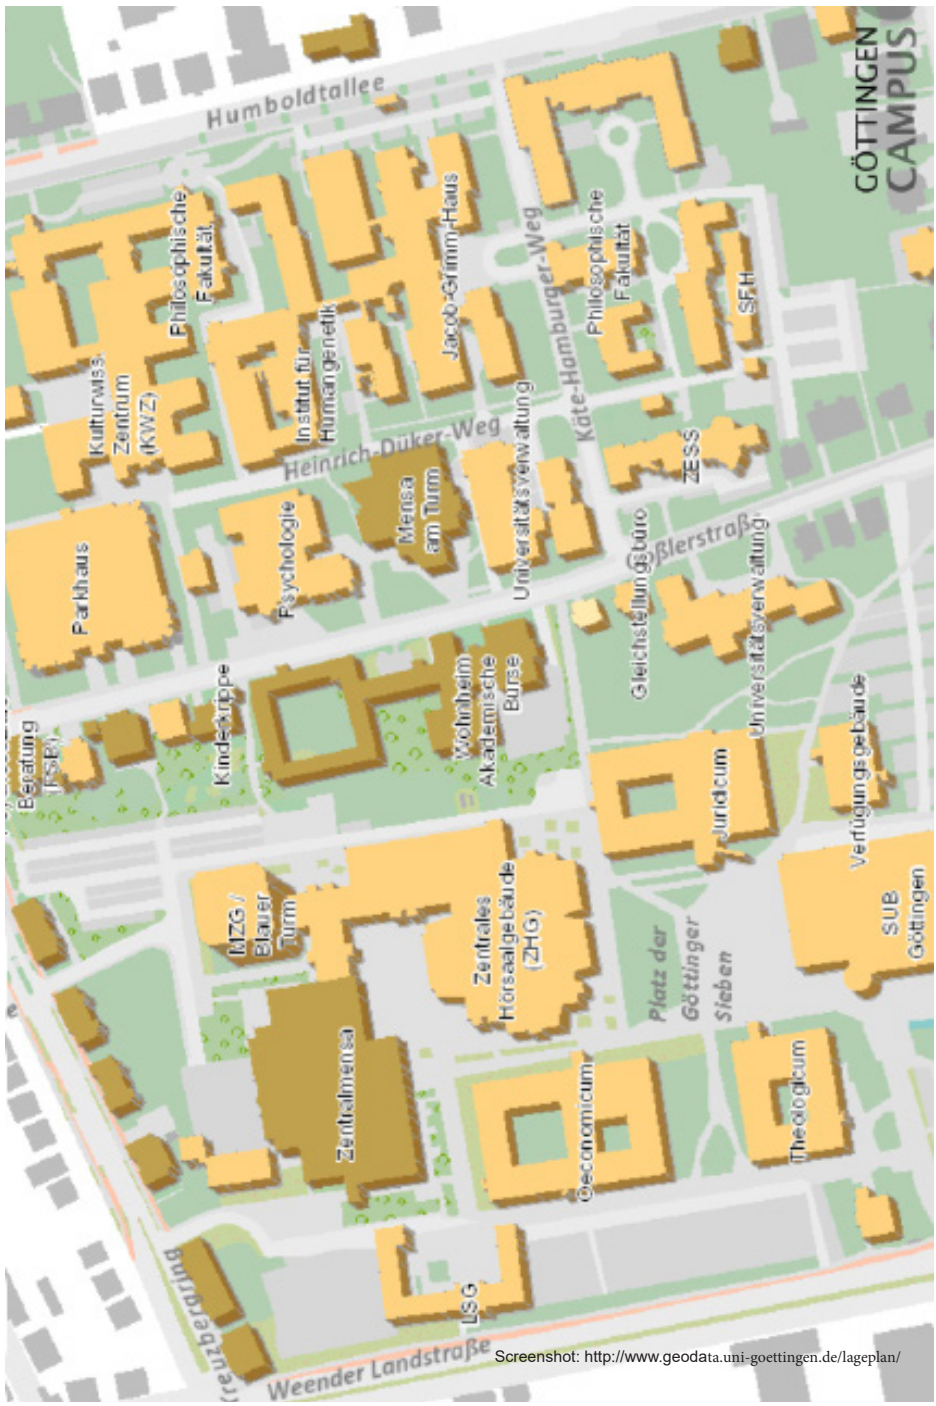 GÖTTINGEN
CAMPUS
Humboldtallee
Philosophische
Fakultät
Jacob-Grimm-Haus
Käte-Hamburger-Weg
Philosophische
Fakultät
SFH
Kulturwiss.
Zentrum
(KWZ)
Institut für
Humangenetik
Heinrich-Düker-Weg
Universitätsverwaltung
ZESS
Parkhaus
Psychologie
Mensa
am Turm
Goßlerstraße
Gleichstellungsbüro
Universitätsverwaltung
Beratung
Kinderkrippe
Wohnheim
Akademische
Burse
Juridicum
Verfügungsgebäude
MZG /
Blauer
Turm
Zentrales
Hörsaalgebäude
(ZHG)
Platz der
Göttinger
Sieben
SUB
Göttingen
Zentralmensa
Oeconomicum
Theologicum
LSG
Kreuzbergring
Weender Landstraße
Screenshot: http://www.geodata.uni-goettingen.de/lageplan/